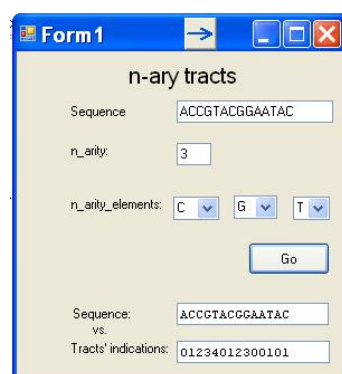 Form1
n-ary tracts
Sequence ACCGTACGGAATAC
n_arity: 3
n_arity_elements: C G T
Go
Sequence: ACCGTACGGAATAC
vs.
Tracts' indications: 01234012300101